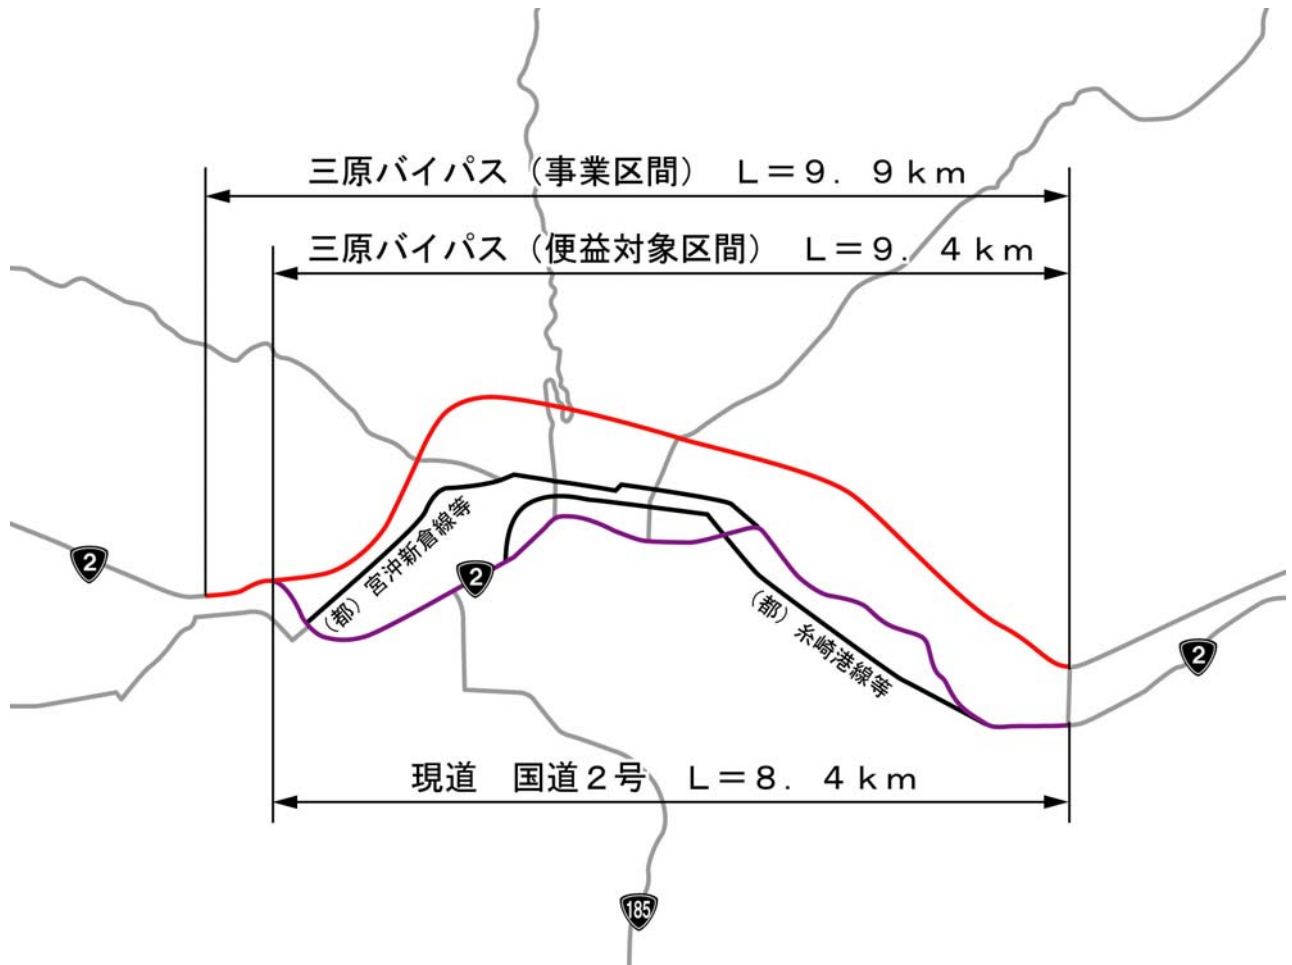 三原バイパス（事業区間）　Ｌ＝９．９ｋｍ
三原バイパス（便益対象区間）　Ｌ＝９．４ｋｍ
（都）宮沖新倉線等
2
2
（都）糸崎港線等
2
現道　国道２号　Ｌ＝８．４ｋｍ
185